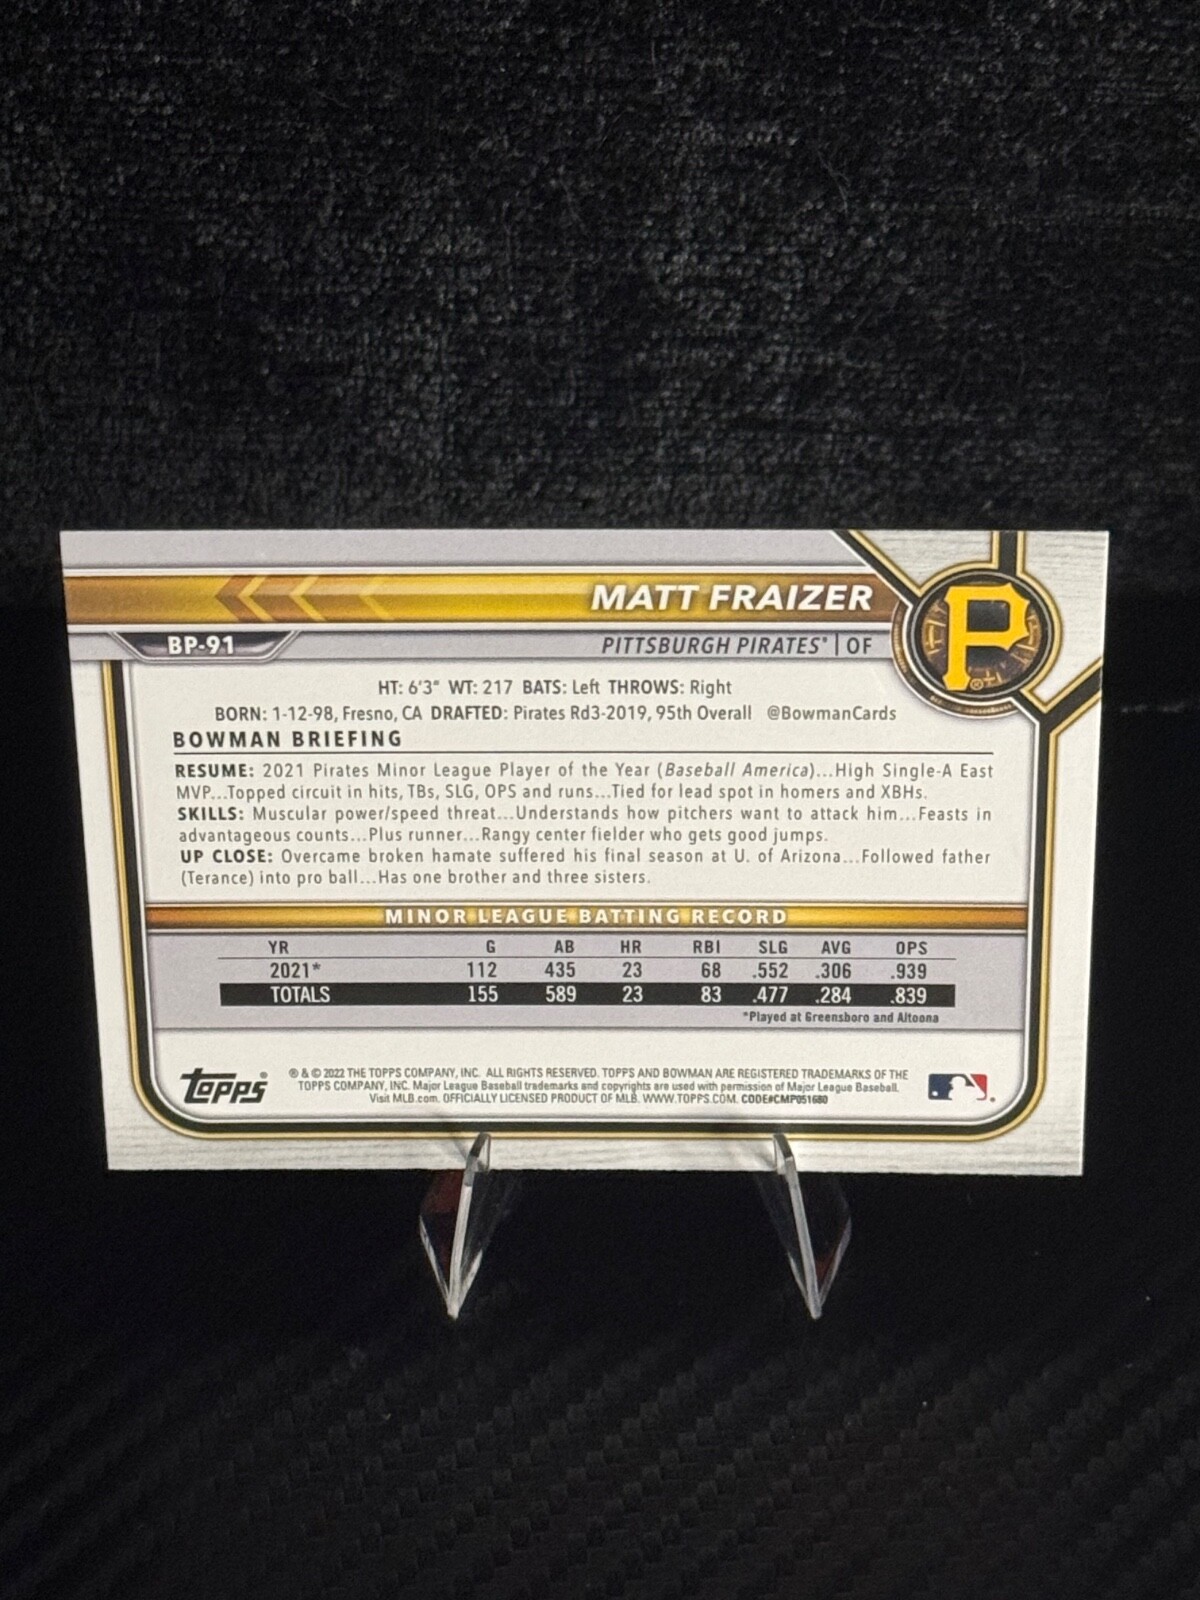 MATT FRAIZER
BP-91
PITTSBURGH PIRATES® | OF
P
®
HT: 6'3" WT: 217 BATS: Left THROWS: Right
BORN: 1-12-98, Fresno, CA DRAFTED: Pirates Rd3-2019, 95th Overall @BowmanCards
BOWMAN BRIEFING
RESUME: 2021 Pirates Minor League Player of the Year (Baseball America)...High Single-A East
MVP...Topped circuit in hits, TBs, SLG, OPS and runs...Tied for lead spot in homers and XBHs.
SKILLS: Muscular power/speed threat...Understands how pitchers want to attack him...Feasts in
advantageous counts...Plus runner...Rangy center fielder who gets good jumps.
UP CLOSE: Overcame broken hamate suffered his final season at U. of Arizona...Followed father
(Terance) into pro ball...Has one brother and three sisters.
MINOR LEAGUE BATTING RECORD
YR G AB HR RBI SLG AVG OPS
2021* 112 435 23 68 .552 .306 .939
TOTALS 155 589 23 83 .477 .284 .839
*Played at Greensboro and Altoona
topps®
® & © 2022 THE TOPPS COMPANY, INC. ALL RIGHTS RESERVED. TOPPS AND BOWMAN ARE REGISTERED TRADEMARKS OF THE
TOPPS COMPANY, INC. Major League Baseball trademarks and copyrights are used with permission of Major League Baseball.
Visit MLB.com. OFFICIALLY LICENSED PRODUCT OF MLB. WWW.TOPPS.COM. CODE#CMP051680